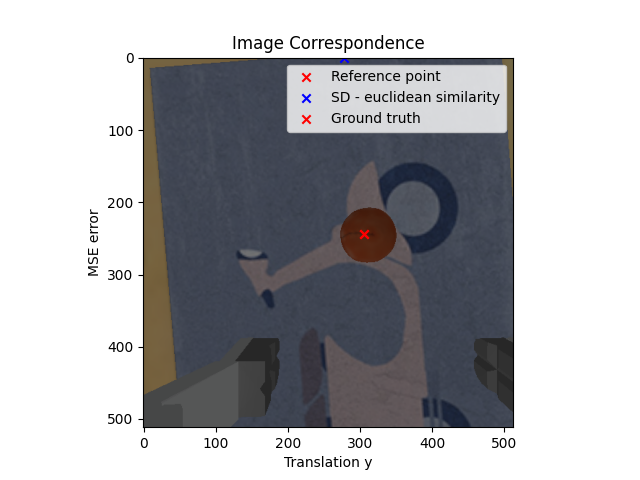 Image Correspondence
Reference point
SD - euclidean similarity
Ground truth
0
100
200
300
400
500
MSE error
0
100
200
300
400
500
Translation y